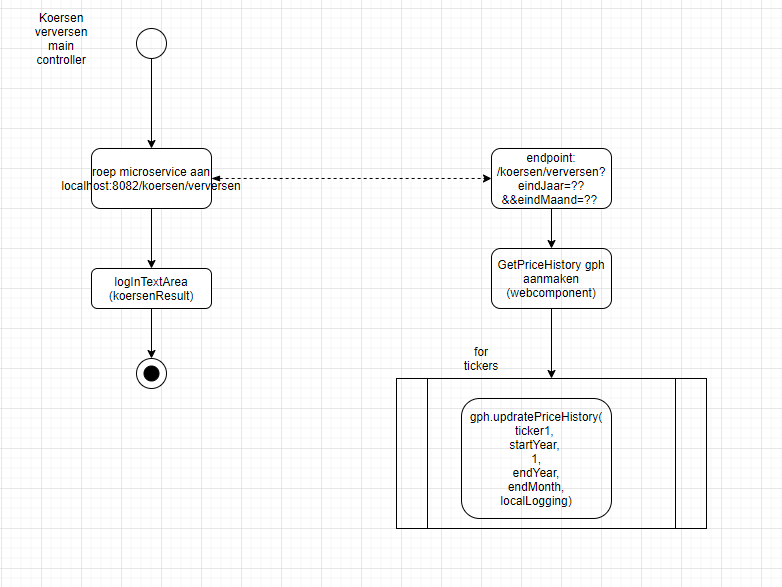 Koersen
verversen
main
controller
roep microservice aan
localhost:8082/koersen/verversen
logInTextArea
(koersenResult)
endpoint:
/koersen/verversen?
eindJaar=??
&&eindMaand=??
GetPriceHistory gph
aanmaken
(webcomponent)
for
tickers
gph.updratePriceHistory(
ticker1,
startYear,
1,
endYear,
endMonth,
localLogging)